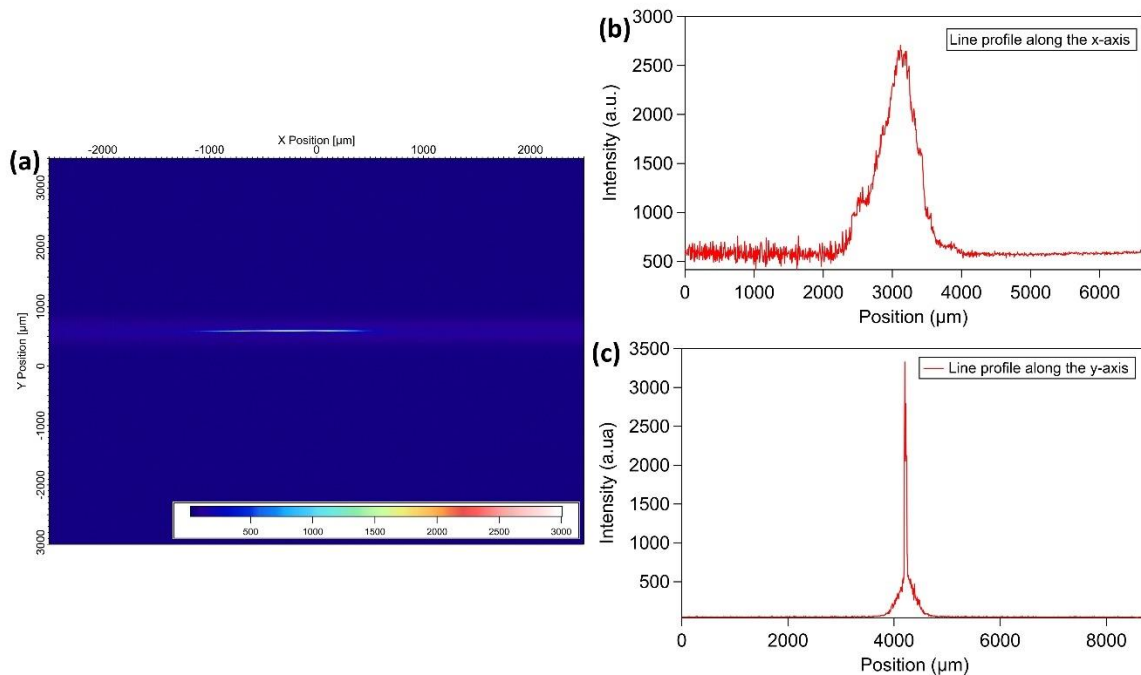 (a)
X Position [µm]
-2000 -1000 0 1000 2000
Y Position [µm]
3000
2000
1000
0
-1000
-2000
3000
500 1000 1500 2000 2500 3000
(b)
Line profile along the x-axis
Intensity (a.u.)
3000
2500
2000
1500
1000
500
0 1000 2000 3000 4000 5000 6000
Position (µm)
(c)
Line profile along the y-axis
Intensity (a.ua)
3500
3000
2500
2000
1500
1000
500
0 2000 4000 6000 8000
Position (µm)